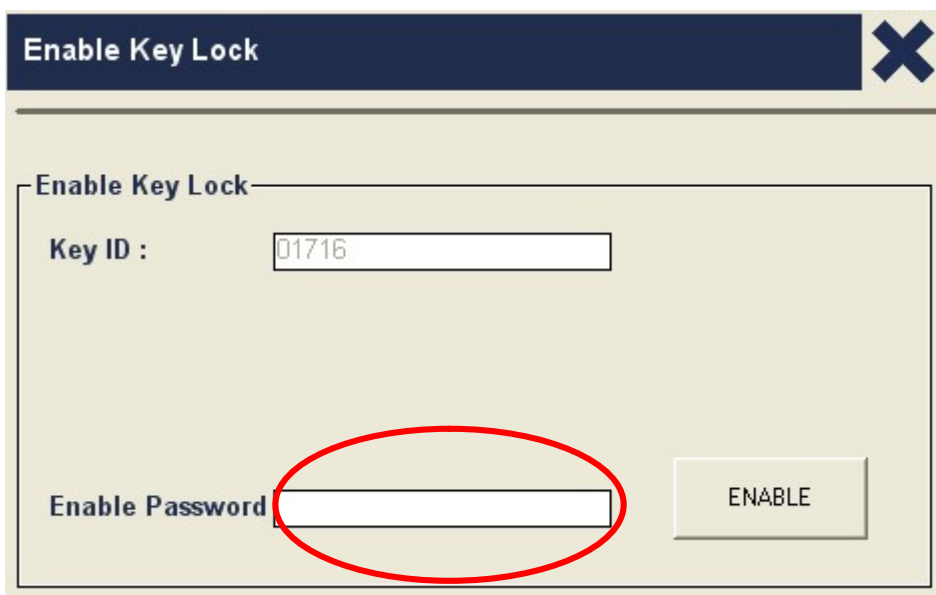 Enable Key Lock
Enable Key Lock
Key ID : 01716
Enable Password
ENABLE